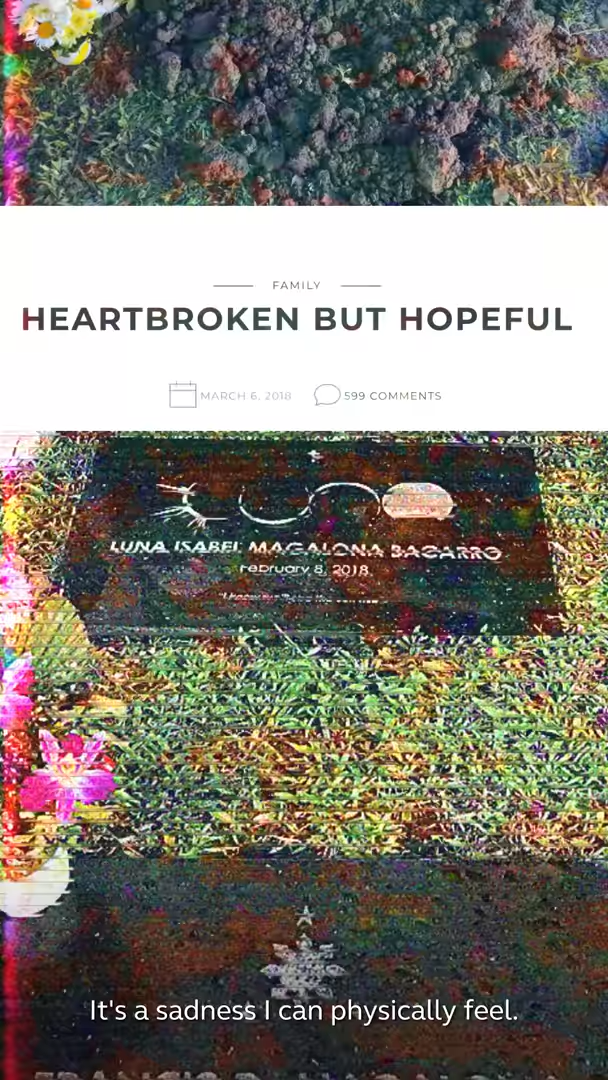 FAMILY
HEARTBROKEN BUT HOPEFUL
MARCH 6, 2018
599 COMMENTS
LUNA ISABEL MAGALONA BACARRO
February 8, 2018
It's a sadness I can physically feel.